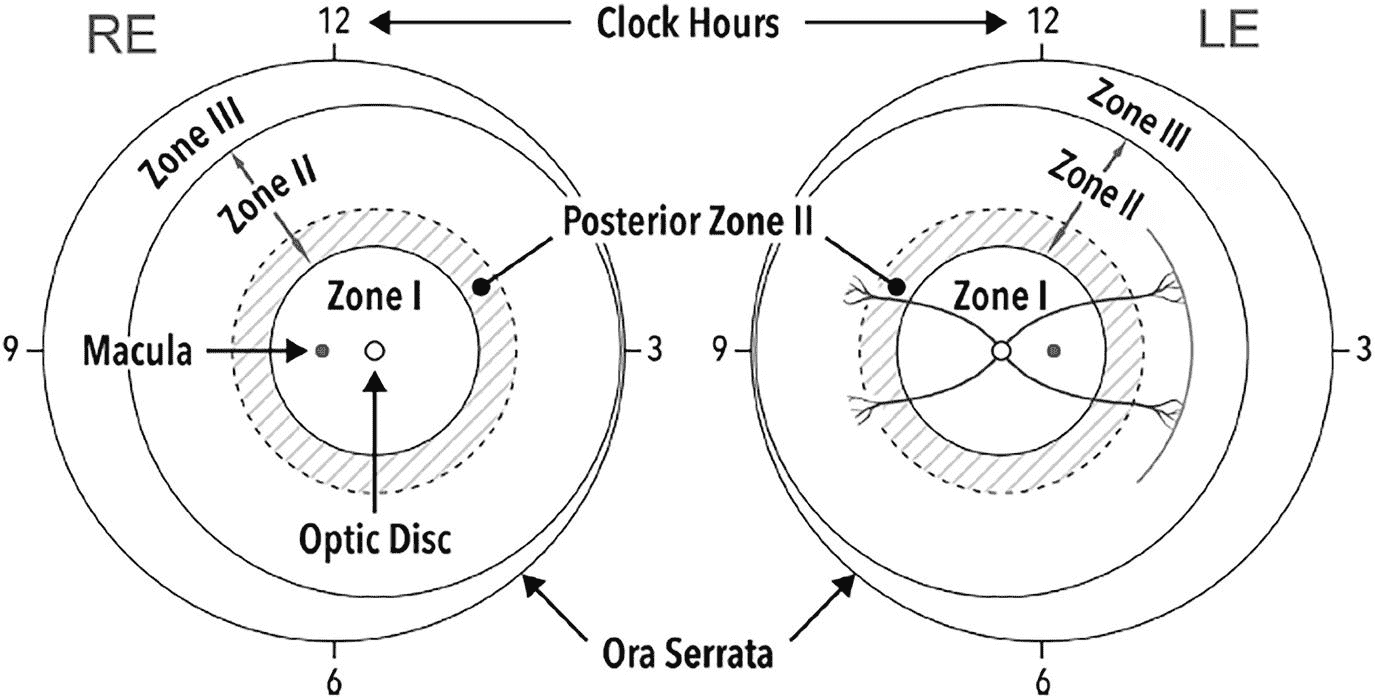 RE
12
Clock Hours
12
LE
Zone III
Zone II
Zone III
Zone II
Posterior Zone II
Zone I
Zone I
9
Macula
3
9
3
Optic Disc
Ora Serrata
6
6